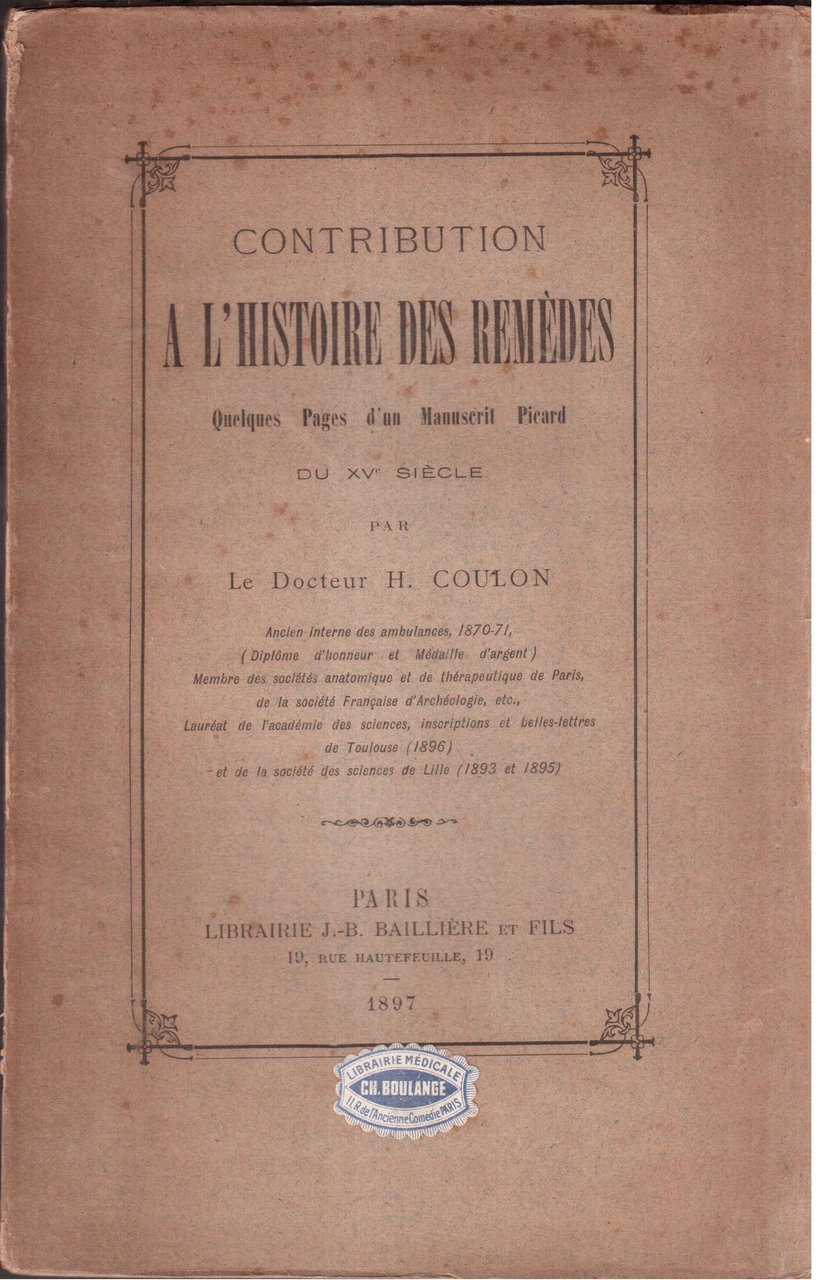 CONTRIBUTION
A L'HISTOIRE DES REMÈDES
Quelques Pages d'un Manuscrit Picard
DU XVe SIÈCLE
PAR
Le Docteur H. COULON
Ancien interne des ambulances, 1870-71,
(Diplôme d'honneur et Médaille d'argent)
Membre des sociétés anatomique et de thérapeutique de Paris,
de la société Française d'Archéologie, etc.,
Lauréat de l'académie des sciences, inscriptions et belles-lettres
de Toulouse (1896)
et de la société des sciences de Lille (1893 et 1895)
PARIS
LIBRAIRIE J.-B. BAILLIÈRE ET FILS
19, RUE HAUTEFEUILLE, 19
1897
LIBRAIRIE MÉDICALE
CH. BOULANGÉ
11, R. de l'Ancienne Comédie PARIS